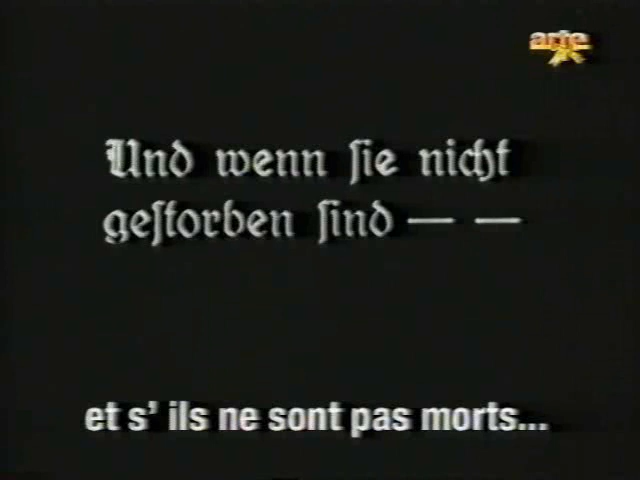 arte
Und wenn ſie nicht
geſtorben ſind — —
et s' ils ne sont pas morts...